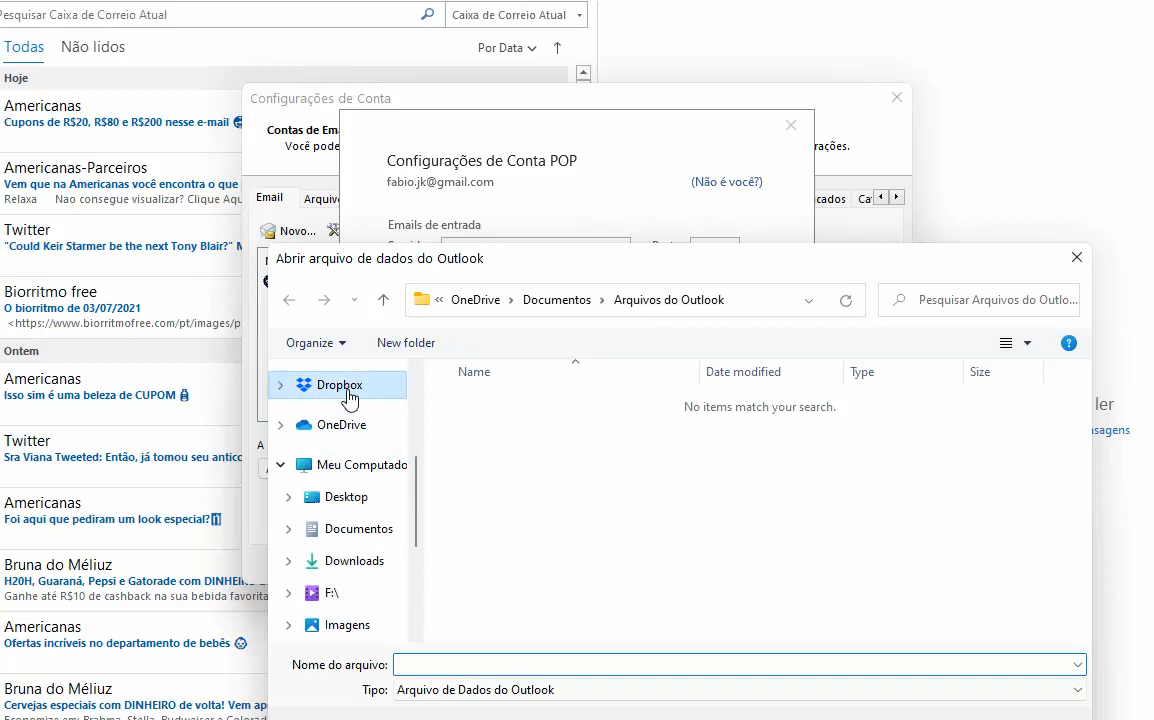 Pesquisar Caixa de Correio Atual
Caixa de Correio Atual
Todas Não lidos
Por Data
Hoje
Americanas
Cupons de R$20, R$80 e R$200 nesse e-mail
Americanas-Parceiros
Vem que na Americanas você encontra o que
Relaxa Nao consegue visualizar? Clique Aqu
Twitter
"Could Keir Starmer be the next Tony Blair?" M
Biorritmo free
O biorritmo de 03/07/2021
<https://www.biorritmofree.com/pt/images/p
Ontem
Americanas
Isso sim é uma beleza de CUPOM
Twitter
Sra Viana Tweeted: Então, já tomou seu antico
Americanas
Foi aqui que pediram um look especial?
Bruna do Méliuz
H2OH, Guaraná, Pepsi e Gatorade com DINHEI
Ganhe até R$10 de cashback na sua bebida favorita
Americanas
Ofertas incríveis no departamento de bebês
Bruna do Méliuz
Cervejas especiais com DINHEIRO de volta! Vem ap
Configurações de Conta
Contas de Ema
Você pode
rações.
Email
Arquiv
cados
Ca
Novo...
A
Configurações de Conta POP
fabio.jk@gmail.com
(Não é você?)
Emails de entrada
Abrir arquivo de dados do Outlook
« OneDrive › Documentos › Arquivos do Outlook
Pesquisar Arquivos do Outlo...
Organize
New folder
Name
Date modified
Type
Size
No items match your search.
Dropbox
OneDrive
Meu Computado
Desktop
Documentos
Downloads
F:\
Imagens
Nome do arquivo:
Tipo: Arquivo de Dados do Outlook
ler
nsagens